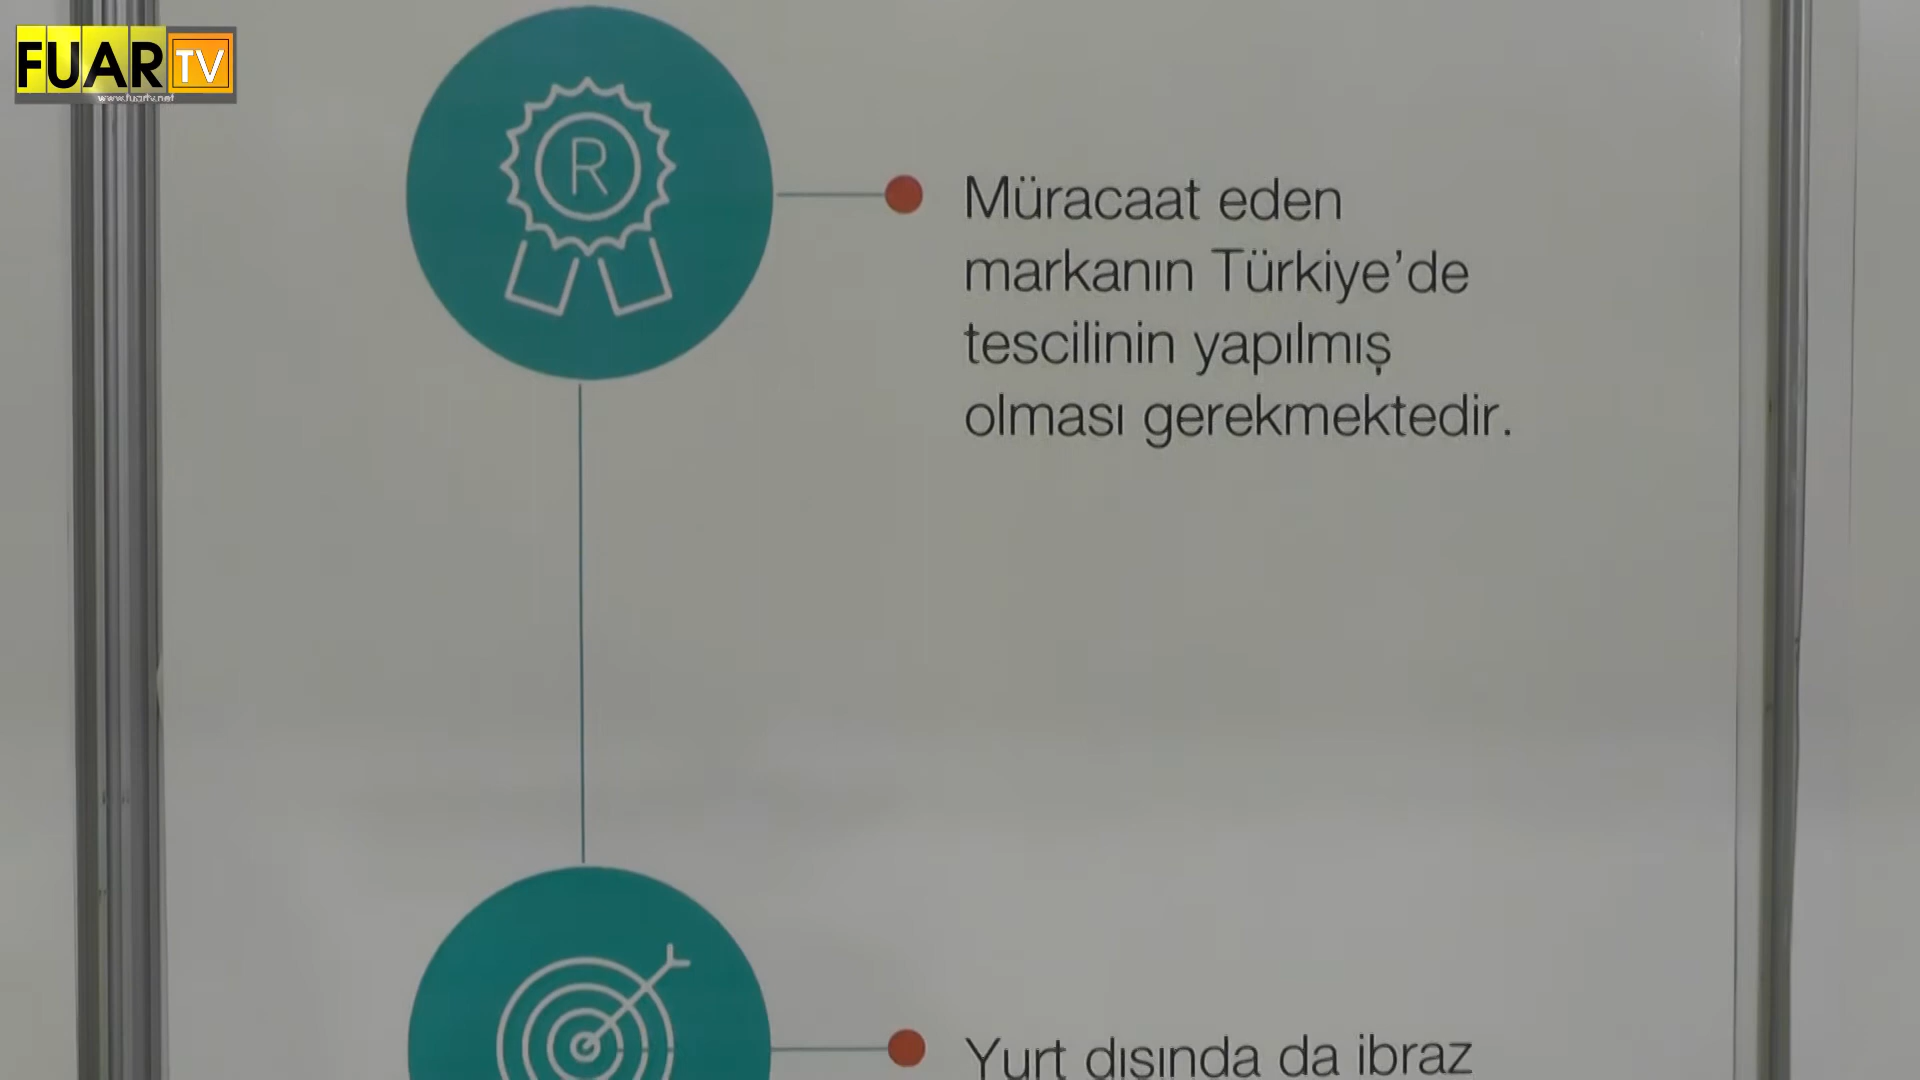 FUAR TV
www.fuartv.net
R
Müracaat eden
markanın Türkiye’de
tescilinin yapılmış
olması gerekmektedir.
Yurt dışında da ibraz